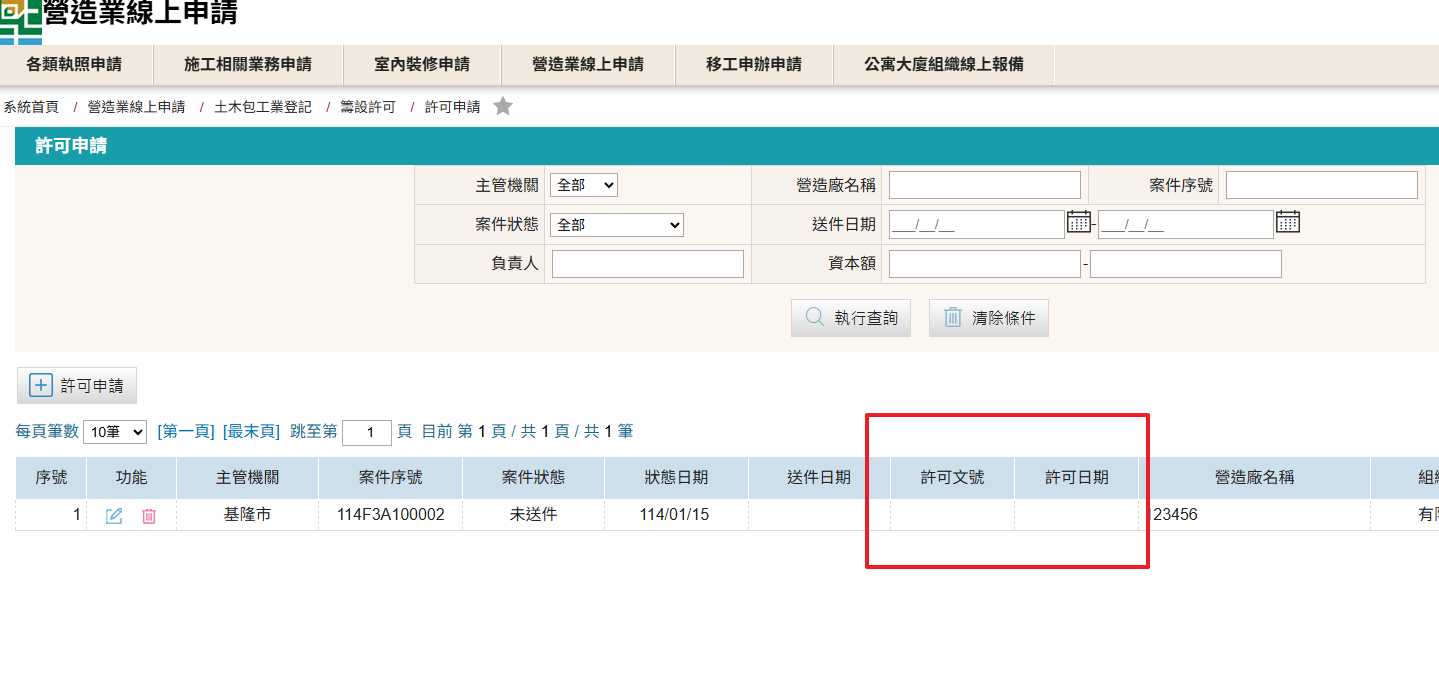 營造業線上申請
各類執照申請 施工相關業務申請 室內裝修申請 營造業線上申請 移工申辦申請 公寓大廈組織線上報備
系統首頁 / 營造業線上申請 / 土木包工業登記 / 籌設許可 / 許可申請
許可申請
主管機關 全部 營造廠名稱 案件序號
案件狀態 全部 送件日期 ___/__/__ - ___/__/__
負責人 資本額 -
執行查詢 清除條件
許可申請
每頁筆數 10筆 [第一頁] [最末頁] 跳至第 1 頁 目前 第 1 頁 / 共 1 頁 / 共 1 筆
序號 功能 主管機關 案件序號 案件狀態 狀態日期 送件日期 許可文號 許可日期 營造廠名稱 組
1 基隆市 114F3A100002 未送件 114/01/15 123456 有